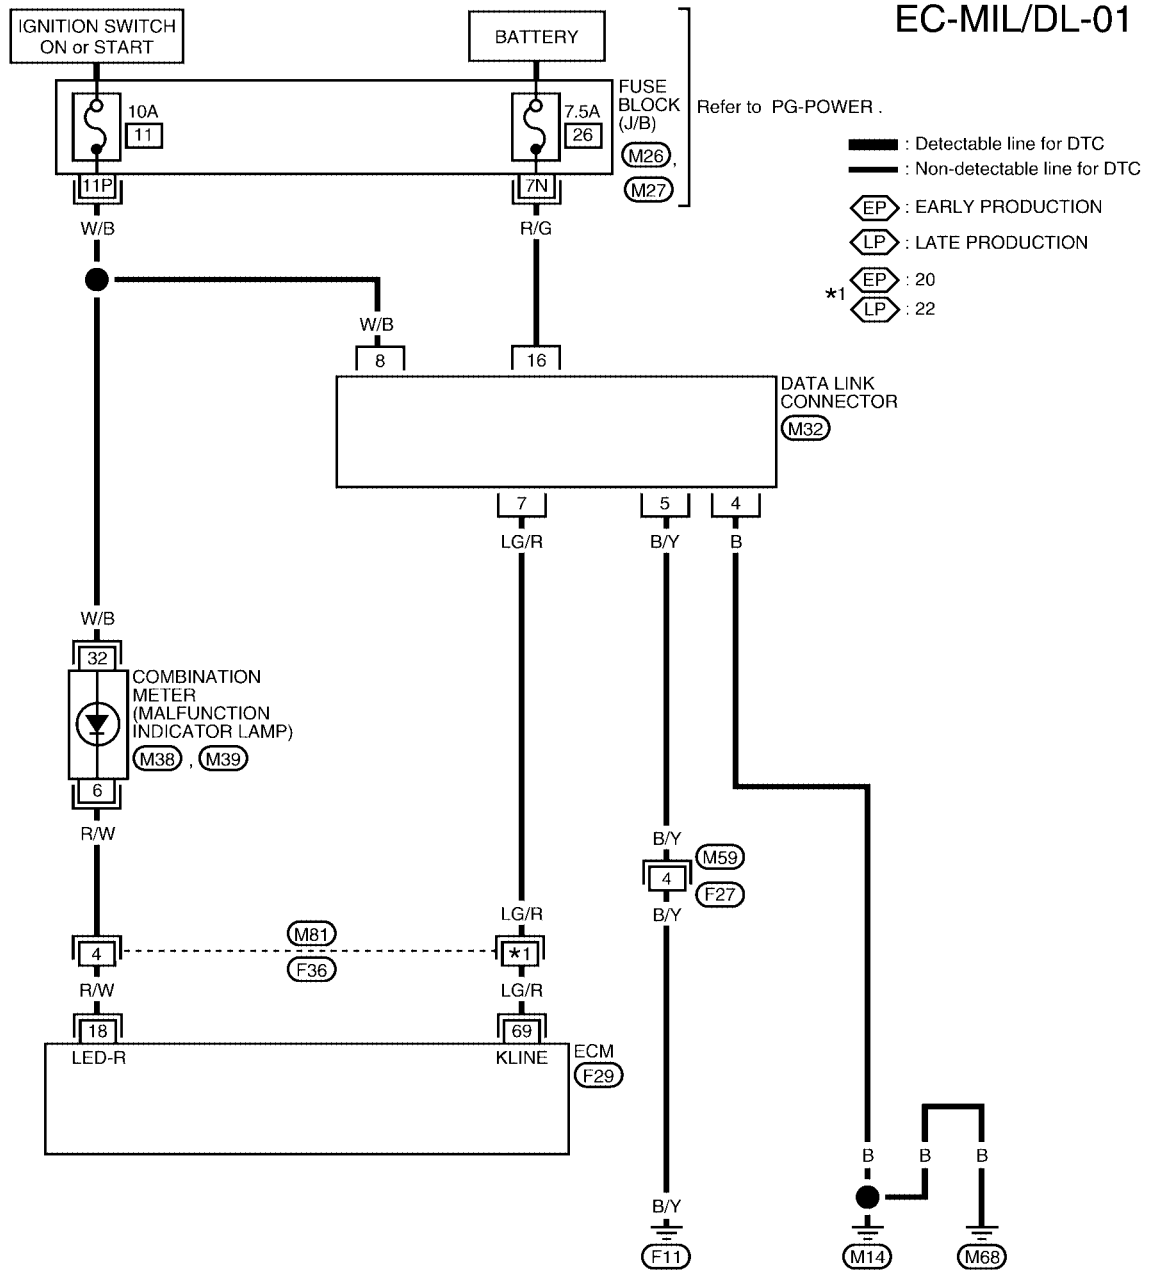 EC-MIL/DL-01
IGNITION SWITCH
ON or START
BATTERY
10A
11
7.5A
26
FUSE
BLOCK
(J/B)
M26 ,
M27
Refer to PG-POWER .
11P
7N
W/B
R/G
: Detectable line for DTC
: Non-detectable line for DTC
EP : EARLY PRODUCTION
LP : LATE PRODUCTION
*1
EP : 20
LP : 22
W/B
8
16
DATA LINK
CONNECTOR
M32
7
5
4
LG/R
B/Y
B
W/B
32
COMBINATION
METER
(MALFUNCTION
INDICATOR LAMP)
M38 , M39
6
R/W
B/Y
4
M59
F27
B/Y
LG/R
4
M81
F36
*1
R/W
LG/R
18
69
LED-R
KLINE
ECM
F29
B
B
B
B/Y
F11
M14
M68